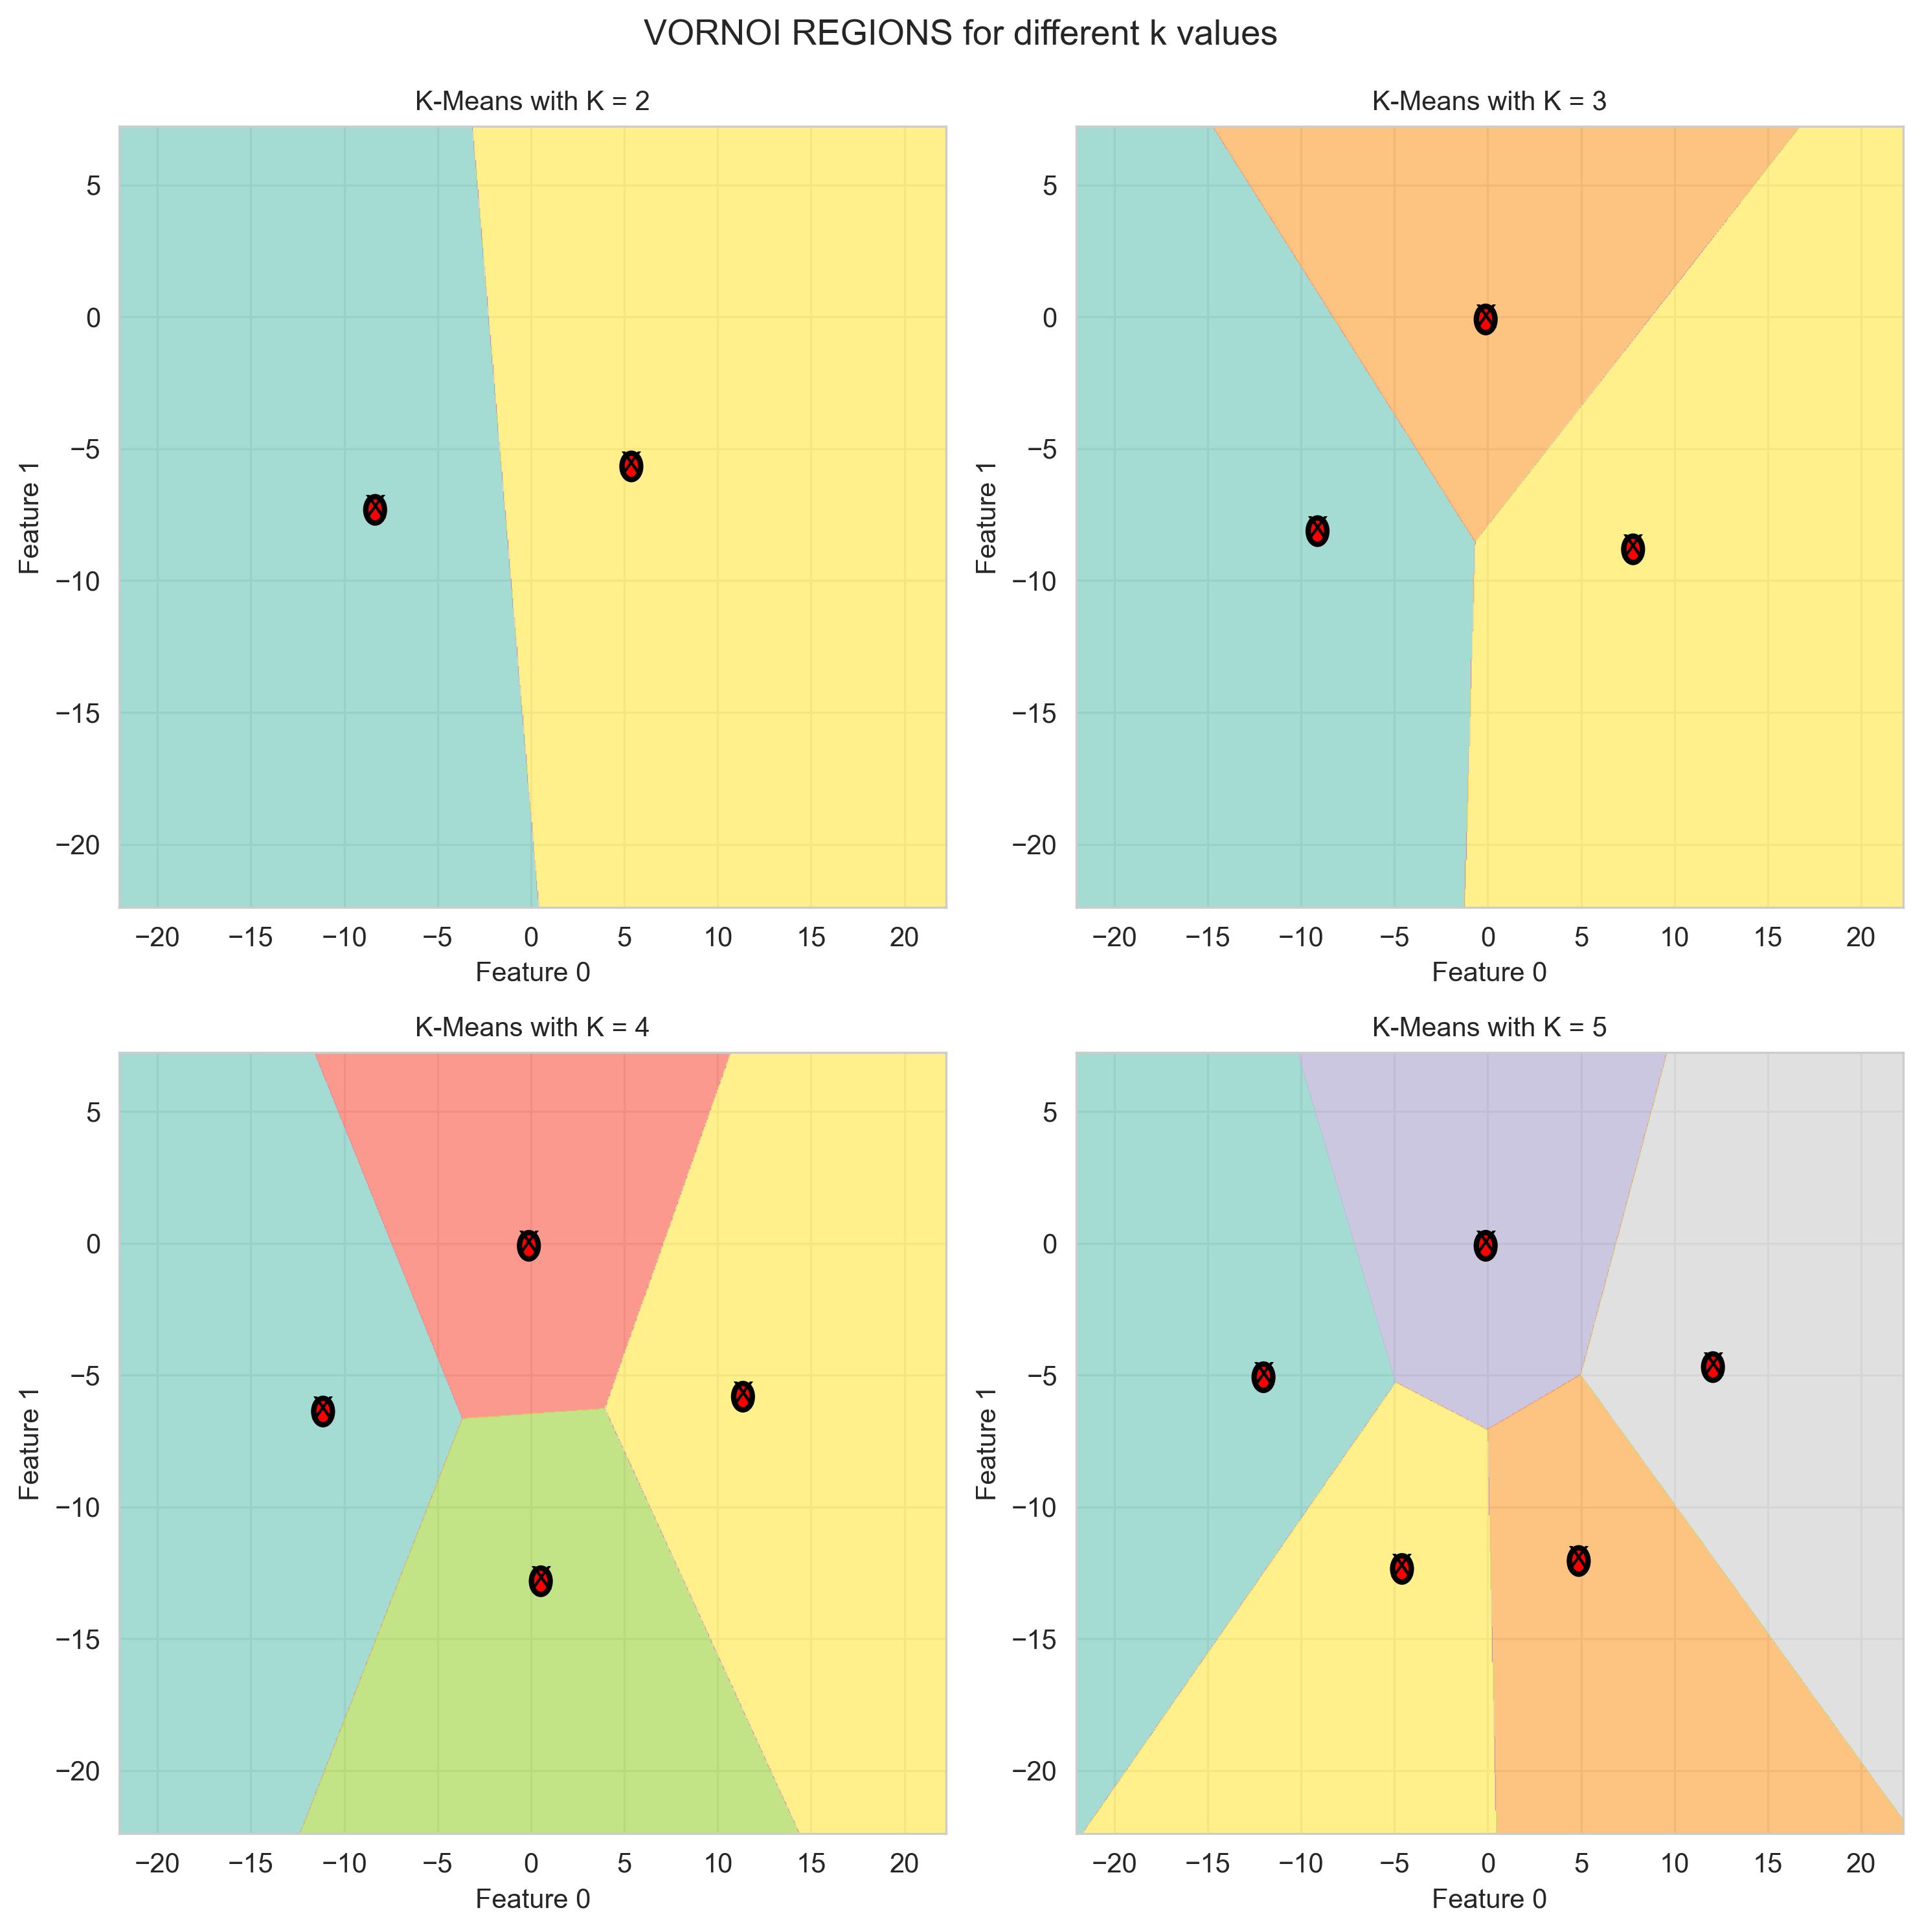 VORNOI REGIONS for different k values
K-Means with K = 2
5
0
−5
−10
−15
−20
Feature 1
−20 −15 −10 −5 0 5 10 15 20
Feature 0
K-Means with K = 3
5
0
−5
−10
−15
−20
Feature 1
−20 −15 −10 −5 0 5 10 15 20
Feature 0
K-Means with K = 4
5
0
−5
−10
−15
−20
Feature 1
−20 −15 −10 −5 0 5 10 15 20
Feature 0
K-Means with K = 5
5
0
−5
−10
−15
−20
Feature 1
−20 −15 −10 −5 0 5 10 15 20
Feature 0